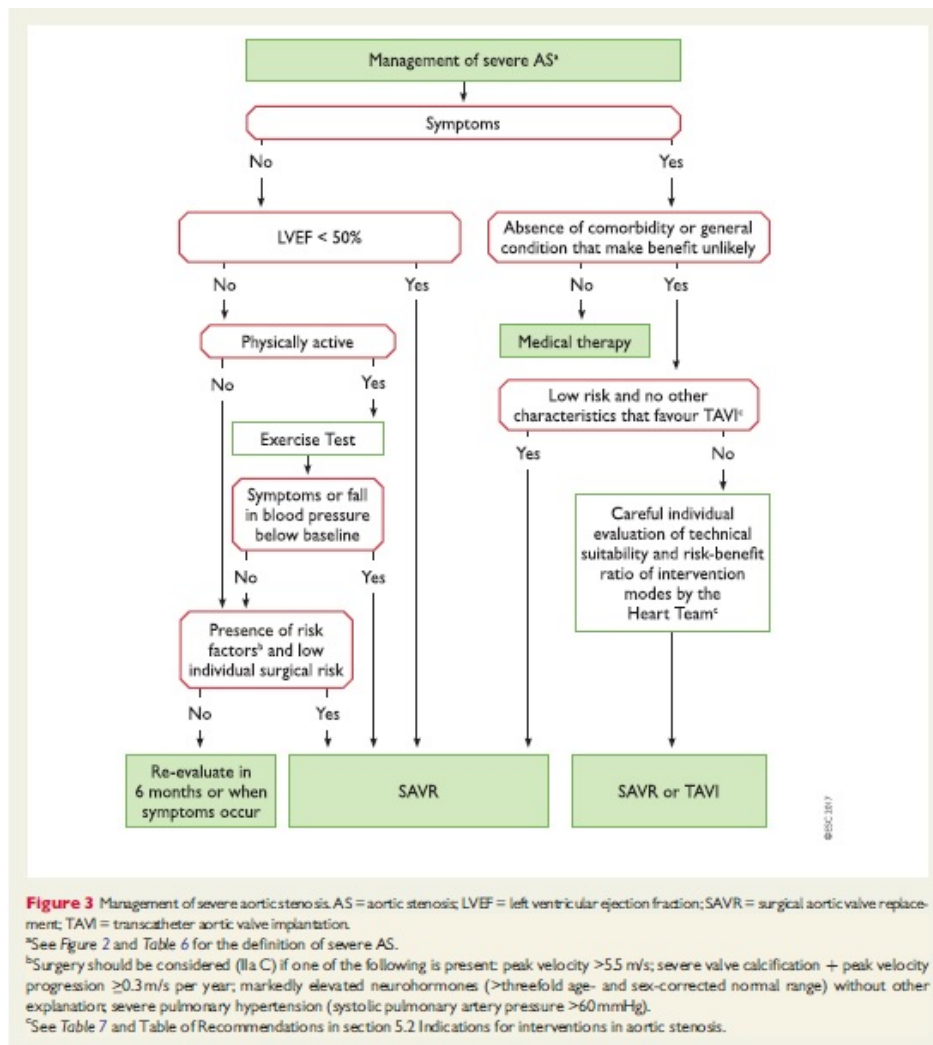 Management of severe ASᵃ
Symptoms
No
Yes
LVEF < 50%
Absence of comorbidity or general
condition that make benefit unlikely
No
Yes
No
Yes
Physically active
Medical therapy
No
Yes
Low risk and no other
characteristics that favour TAVIᶜ
Exercise Test
Yes
No
Symptoms or fall
in blood pressure
below baseline
Careful individual
evaluation of technical
suitability and risk-benefit
ratio of intervention
modes by the
Heart Teamᶜ
No
Yes
Presence of risk
factorsᵇ and low
individual surgical risk
No
Yes
Re-evaluate in
6 months or when
symptoms occur
SAVR
SAVR or TAVI
©ESC 2017
Figure 3 Management of severe aortic stenosis. AS = aortic stenosis; LVEF = left ventricular ejection fraction; SAVR = surgical aortic valve replace-
ment; TAVI = transcatheter aortic valve implantation.
ᵃSee Figure 2 and Table 6 for the definition of severe AS.
ᵇSurgery should be considered (IIa C) if one of the following is present: peak velocity >5.5 m/s; severe valve calcification + peak velocity
progression ≥0.3 m/s per year; markedly elevated neurohormones (>threefold age- and sex-corrected normal range) without other
explanation; severe pulmonary hypertension (systolic pulmonary artery pressure >60 mmHg).
ᶜSee Table 7 and Table of Recommendations in section 5.2 Indications for interventions in aortic stenosis.